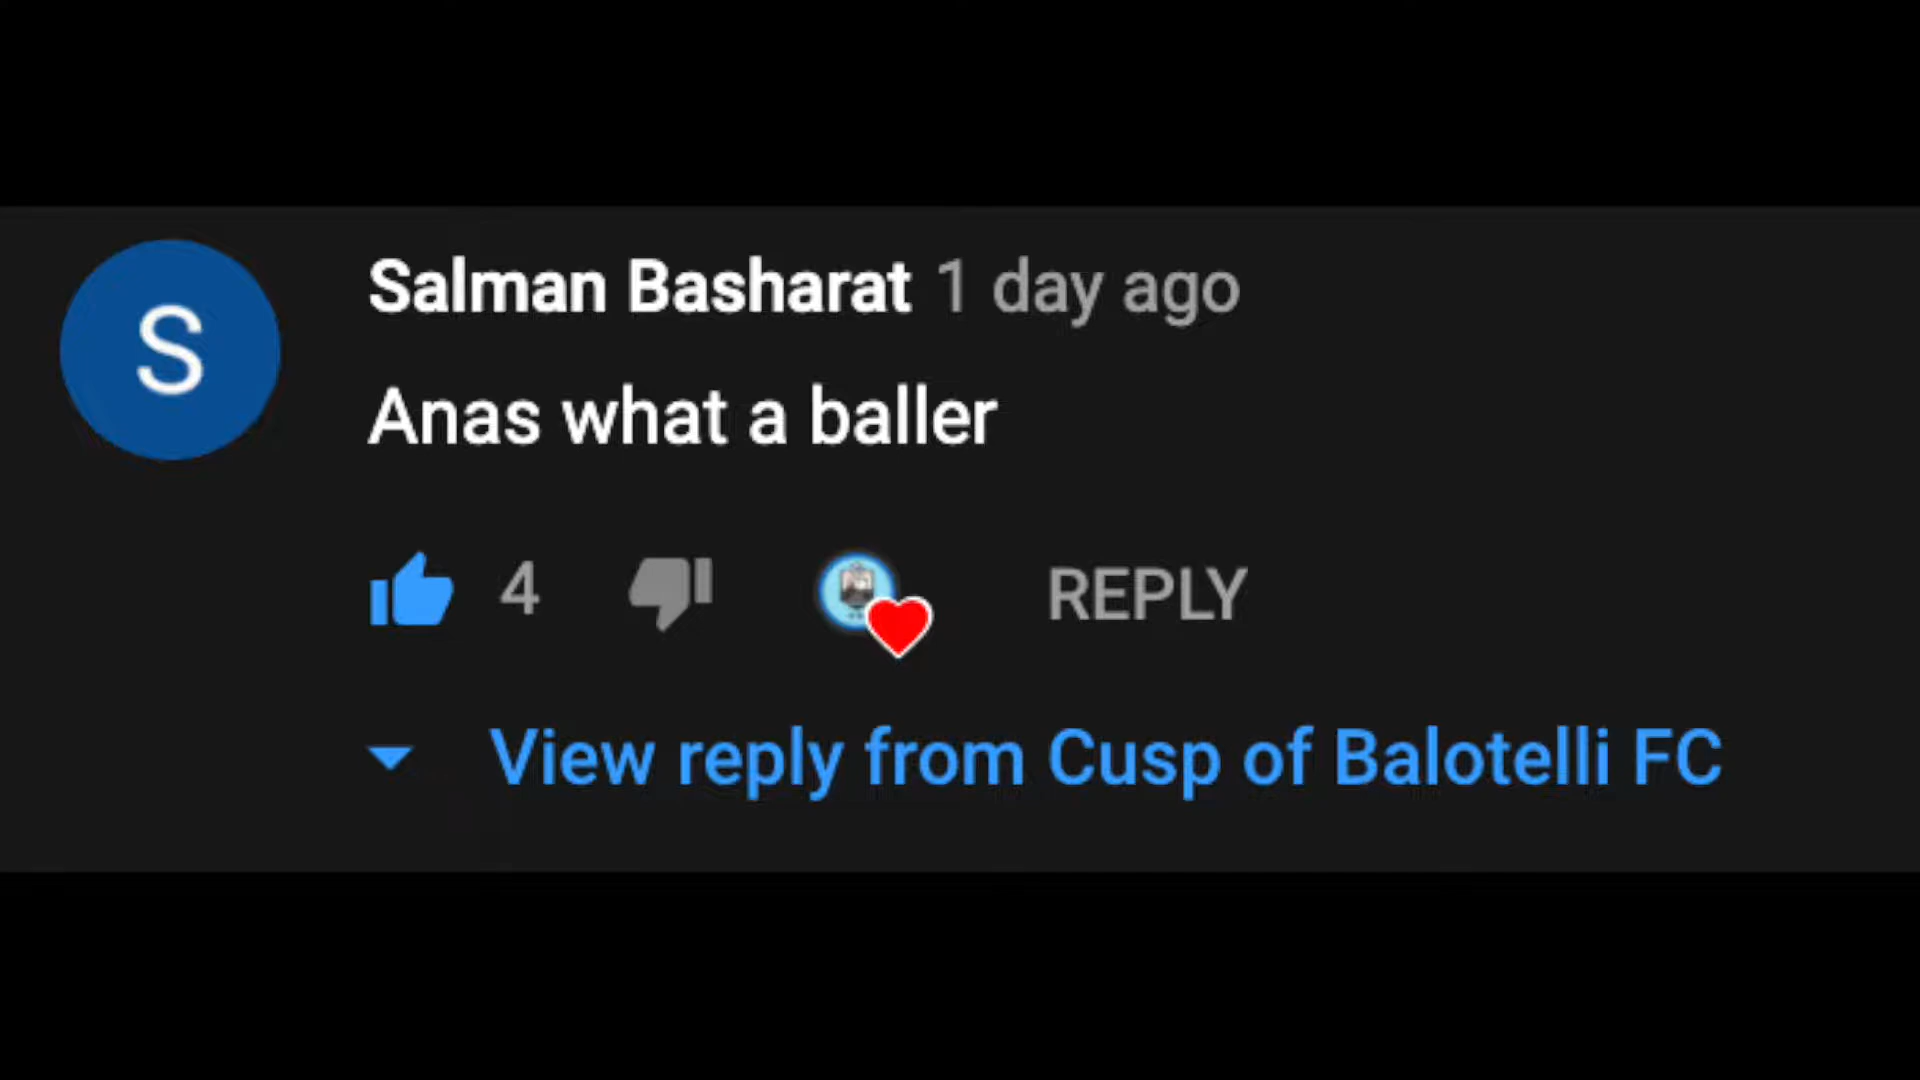 S
Salman Basharat 1 day ago
Anas what a baller
4
REPLY
View reply from Cusp of Balotelli FC